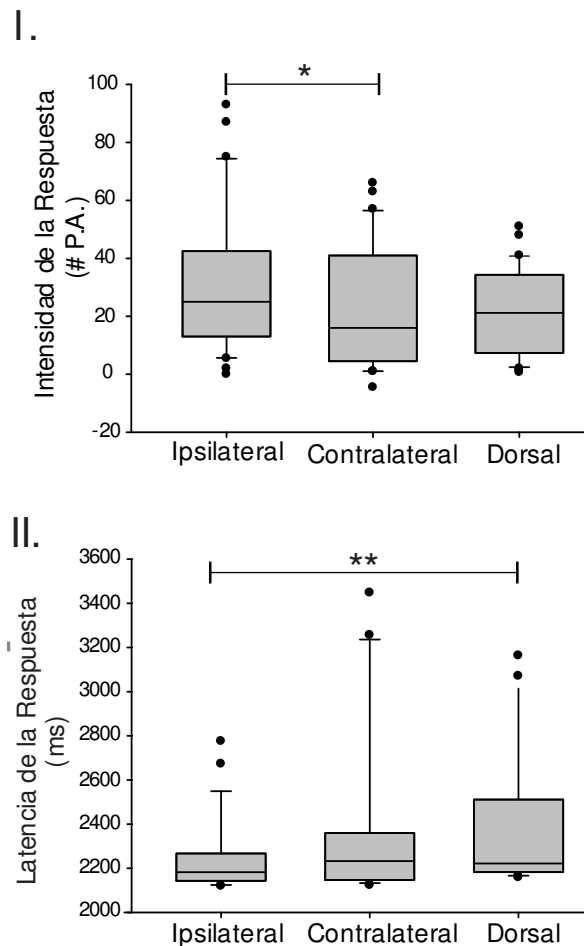 I.
Intensidad de la Respuesta
(# P.A.)
100
80
60
40
20
0
-20
*
Ipsilateral Contralateral Dorsal
II.
Latencia de la Respuesta
(ms)
3600
3400
3200
3000
2800
2600
2400
2200
2000
**
Ipsilateral Contralateral Dorsal